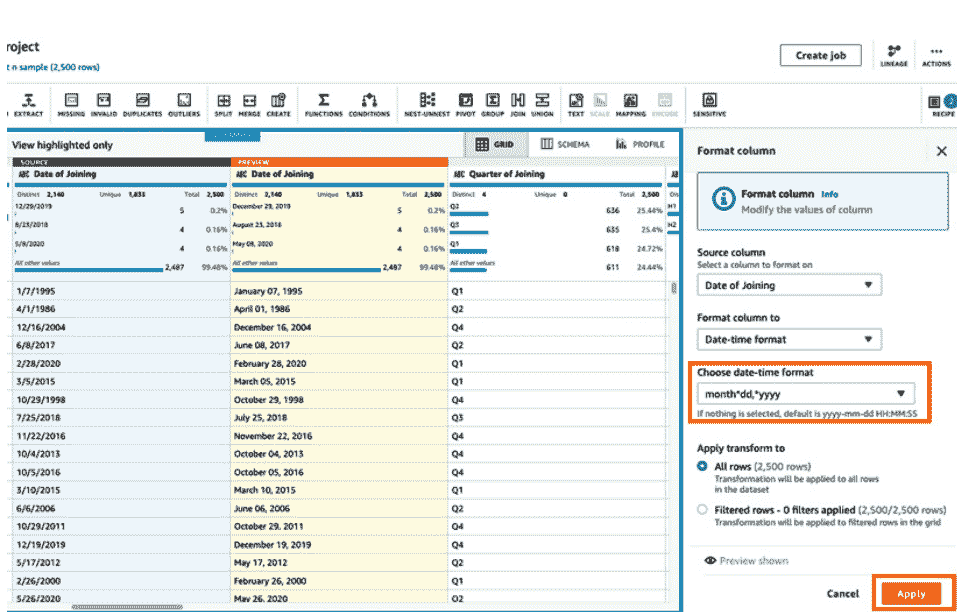 roject
t n sample (2,500 rows)
Create job
LINEAGE
ACTIONS
EXTRACT
MISSING
INVALID
DUPLICATES
OUTLIERS
SPLIT
MERGE
CREATE
FUNCTIONS
CONDITIONS
NEST-UNNEST
PIVOT
GROUP
JOIN
UNION
TEXT
SCALE
MAPPING
ENCODE
SENSITIVE
RECIPE
View highlighted only
GRID
SCHEMA
PROFILE
SOURCE
PREVIEW
ABC Date of Joining
ABC Date of Joining
ABC Quarter of Joining
Distinct 2,140 Unique 1,833 Total 2,500
Distinct 2,140 Unique 1,833 Total 2,500
Distinct 4 Unique 0 Total 2,500
12/29/2019 5 0.2%
December 29, 2019 5 0.2%
Q2 636 25.44%
H1
8/23/2018 4 0.16%
August 23, 2018 4 0.16%
Q3 635 25.4%
H2
5/8/2020 4 0.16%
May 08, 2020 4 0.16%
Q1 618 24.72%
All other values 2,487 99.48%
All other values 2,487 99.48%
All other values 611 24.44%
1/7/1995 January 07, 1995 Q1
4/1/1986 April 01, 1986 Q2
12/16/2004 December 16, 2004 Q4
6/8/2017 June 08, 2017 Q2
2/28/2020 February 28, 2020 Q1
3/5/2015 March 05, 2015 Q1
10/29/1998 October 29, 1998 Q4
7/25/2018 July 25, 2018 Q3
11/22/2016 November 22, 2016 Q4
10/4/2013 October 04, 2013 Q4
10/5/2016 October 05, 2016 Q4
3/10/2015 March 10, 2015 Q1
6/6/2006 June 06, 2006 Q2
10/29/2011 October 29, 2011 Q4
12/19/2019 December 19, 2019 Q4
5/17/2012 May 17, 2012 Q2
2/26/2000 February 26, 2000 Q1
5/26/2020 May 26, 2020 Q2
Format column
Format column Info
Modify the values of column
Source column
Select a column to format on
Date of Joining
Format column to
Date-time format
Choose date-time format
month*dd,*yyyy
If nothing is selected, default is yyyy-mm-dd HH:MM:SS
Apply transform to
All rows (2,500 rows)
Transformation will be applied to all rows
in the dataset
Filtered rows - 0 filters applied (2,500/2,500 rows)
Transformation will be applied to filtered rows in the grid
Preview shown
Cancel
Apply